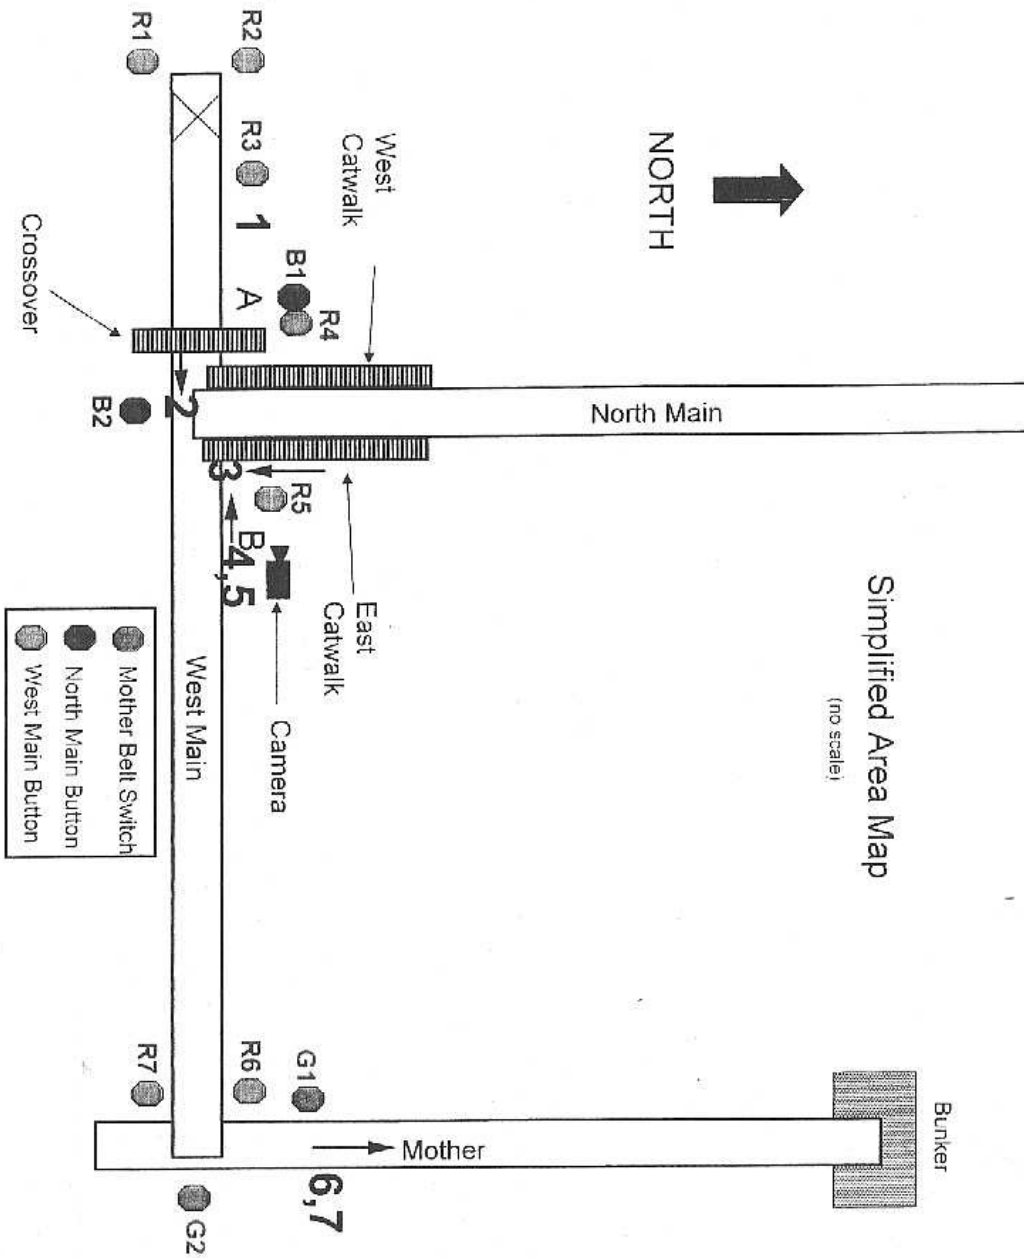 Simplified Area Map
(no scale)
NORTH
Bunker
West
Catwalk
North Main
East
Catwalk
Camera
Mother
6,7
B1
R4
R5
G1
R2
R3
1
A
3
B
4,5
R6
2
West Main
G2
R1
B2
R7
Crossover
Mother Belt Switch
North Main Button
West Main Button